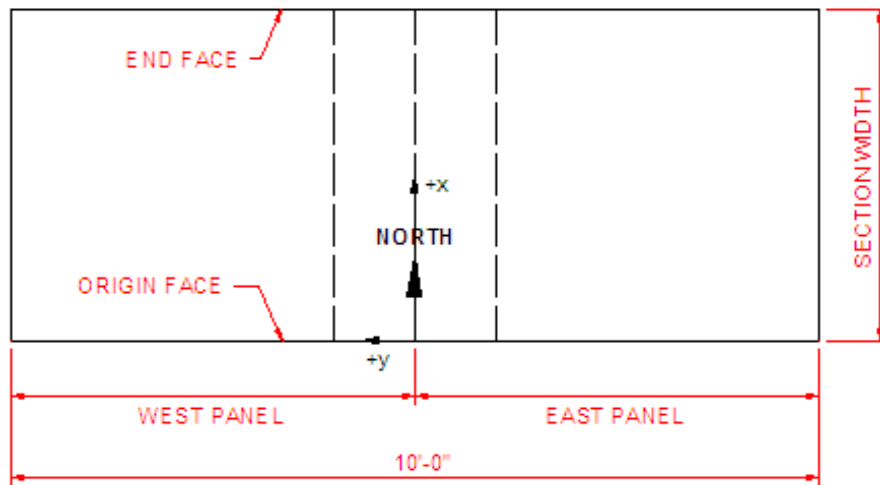 END FACE
+x
SECTION WIDTH
NORTH
ORIGIN FACE
+y
WEST PANEL
EAST PANEL
10'-0"